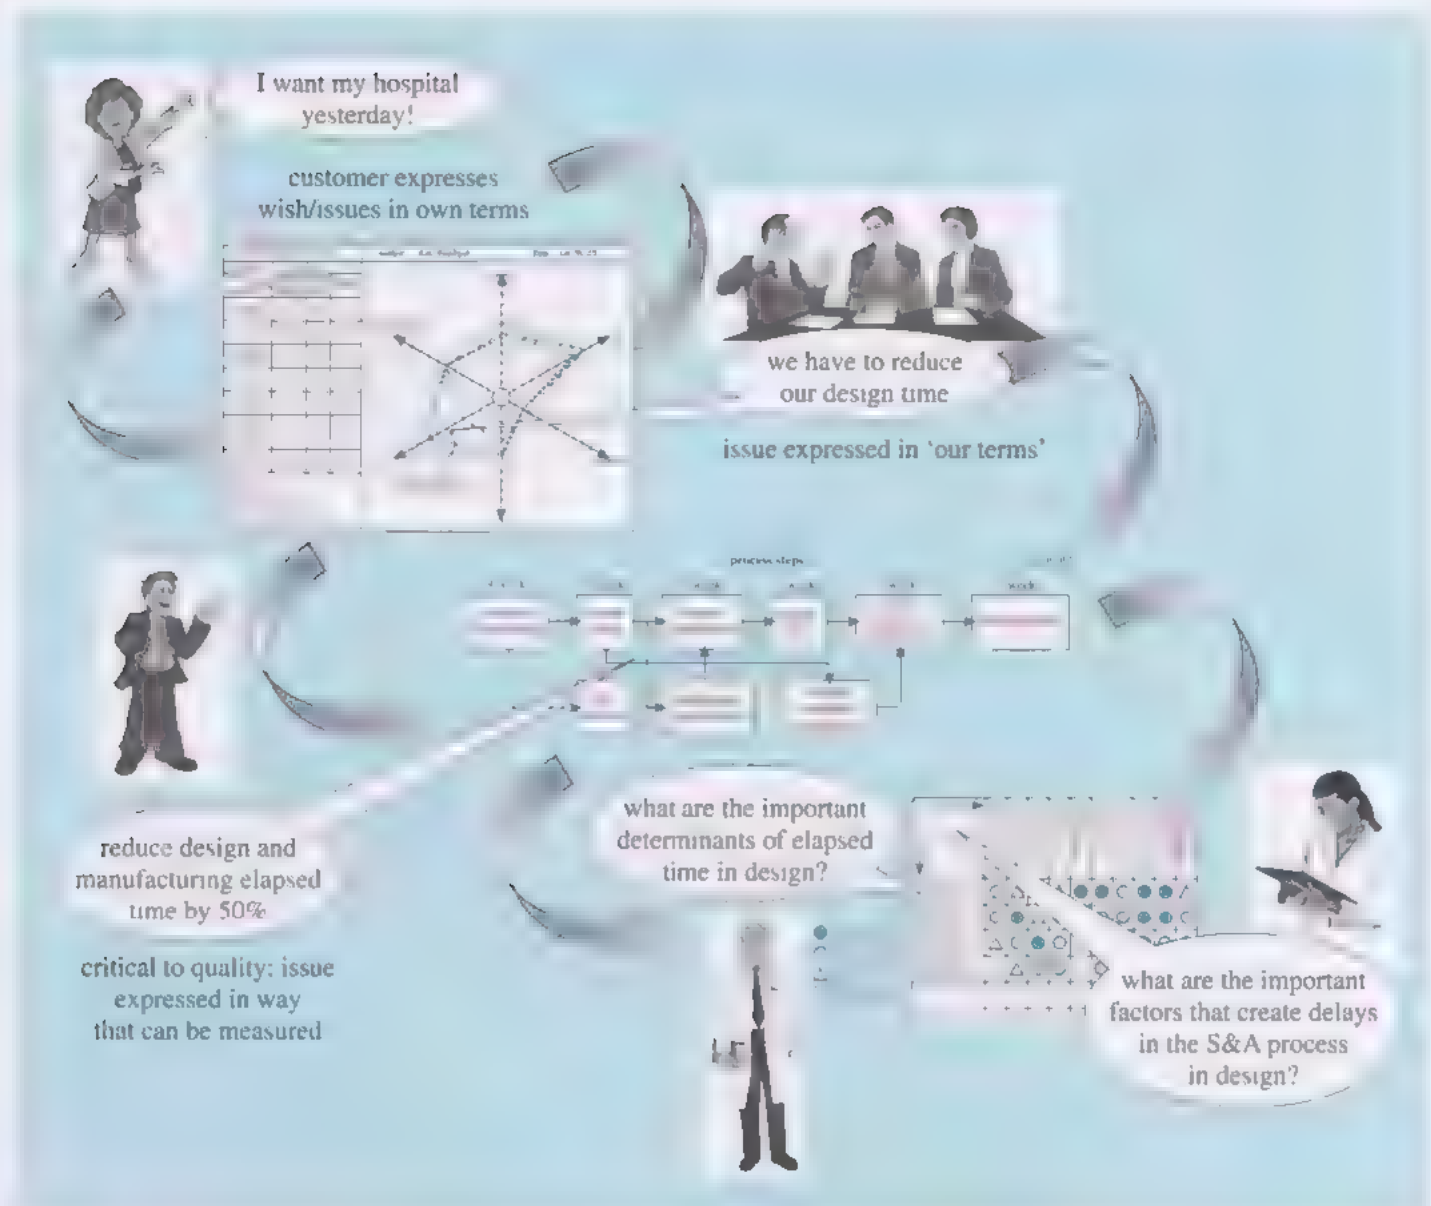 I want my hospital
yesterday!
customer expresses
wish/issues in own terms
we have to reduce
our design time
issue expressed in ‘our terms’
process steps
week
reduce design and
manufacturing elapsed
time by 50%
critical to quality: issue
expressed in way
that can be measured
what are the important
determinants of elapsed
time in design?
what are the important
factors that create delays
in the S&A process
in design?